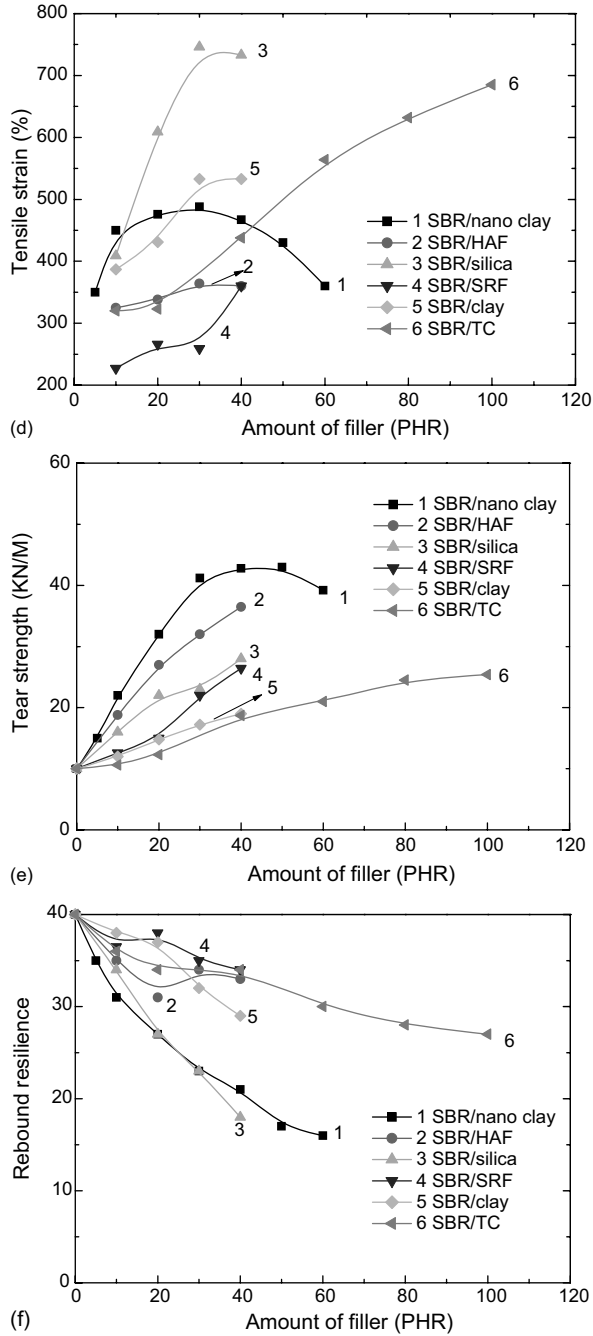 800
700
600
500
400
300
200
Tensile strain (%)
3
6
5
2
4
1
1 SBR/nano clay
2 SBR/HAF
3 SBR/silica
4 SBR/SRF
5 SBR/clay
6 SBR/TC
0 20 40 60 80 100 120
(d)
Amount of filler (PHR)
60
40
20
0
Tear strength (KN/M)
1 SBR/nano clay
2 SBR/HAF
3 SBR/silica
4 SBR/SRF
5 SBR/clay
6 SBR/TC
2
1
3
4
5
6
0 20 40 60 80 100 120
(e)
Amount of filler (PHR)
40
30
20
10
0
Rebound resilience
4
2
5
6
3
1
1 SBR/nano clay
2 SBR/HAF
3 SBR/silica
4 SBR/SRF
5 SBR/clay
6 SBR/TC
0 20 40 60 80 100 120
(f)
Amount of filler (PHR)